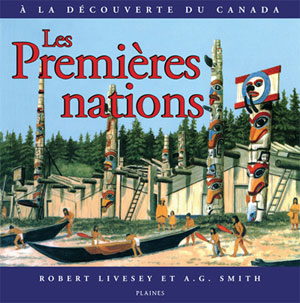 À LA DÉCOUVERTE DU CANADA
Les
Premières
nations
ROBERT LIVESEY ET A.G. SMITH
PLAINES